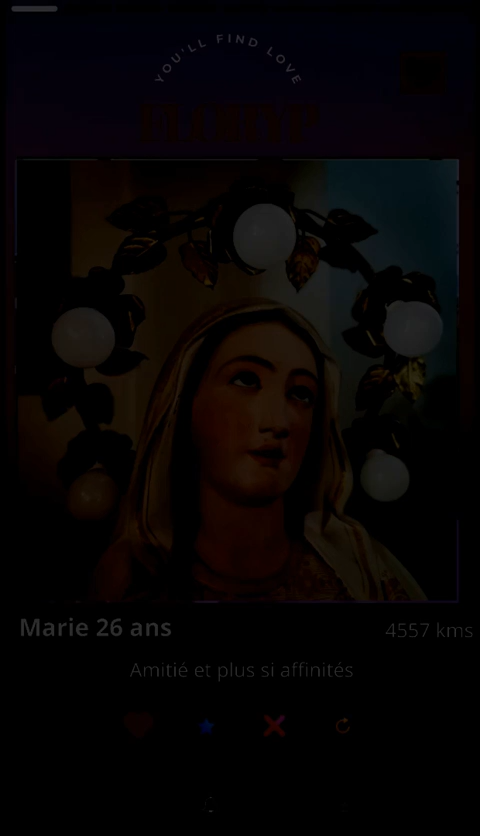 YOU'LL FIND LOVE
Marie 26 ans
4557 kms
Amitié et plus si affinités